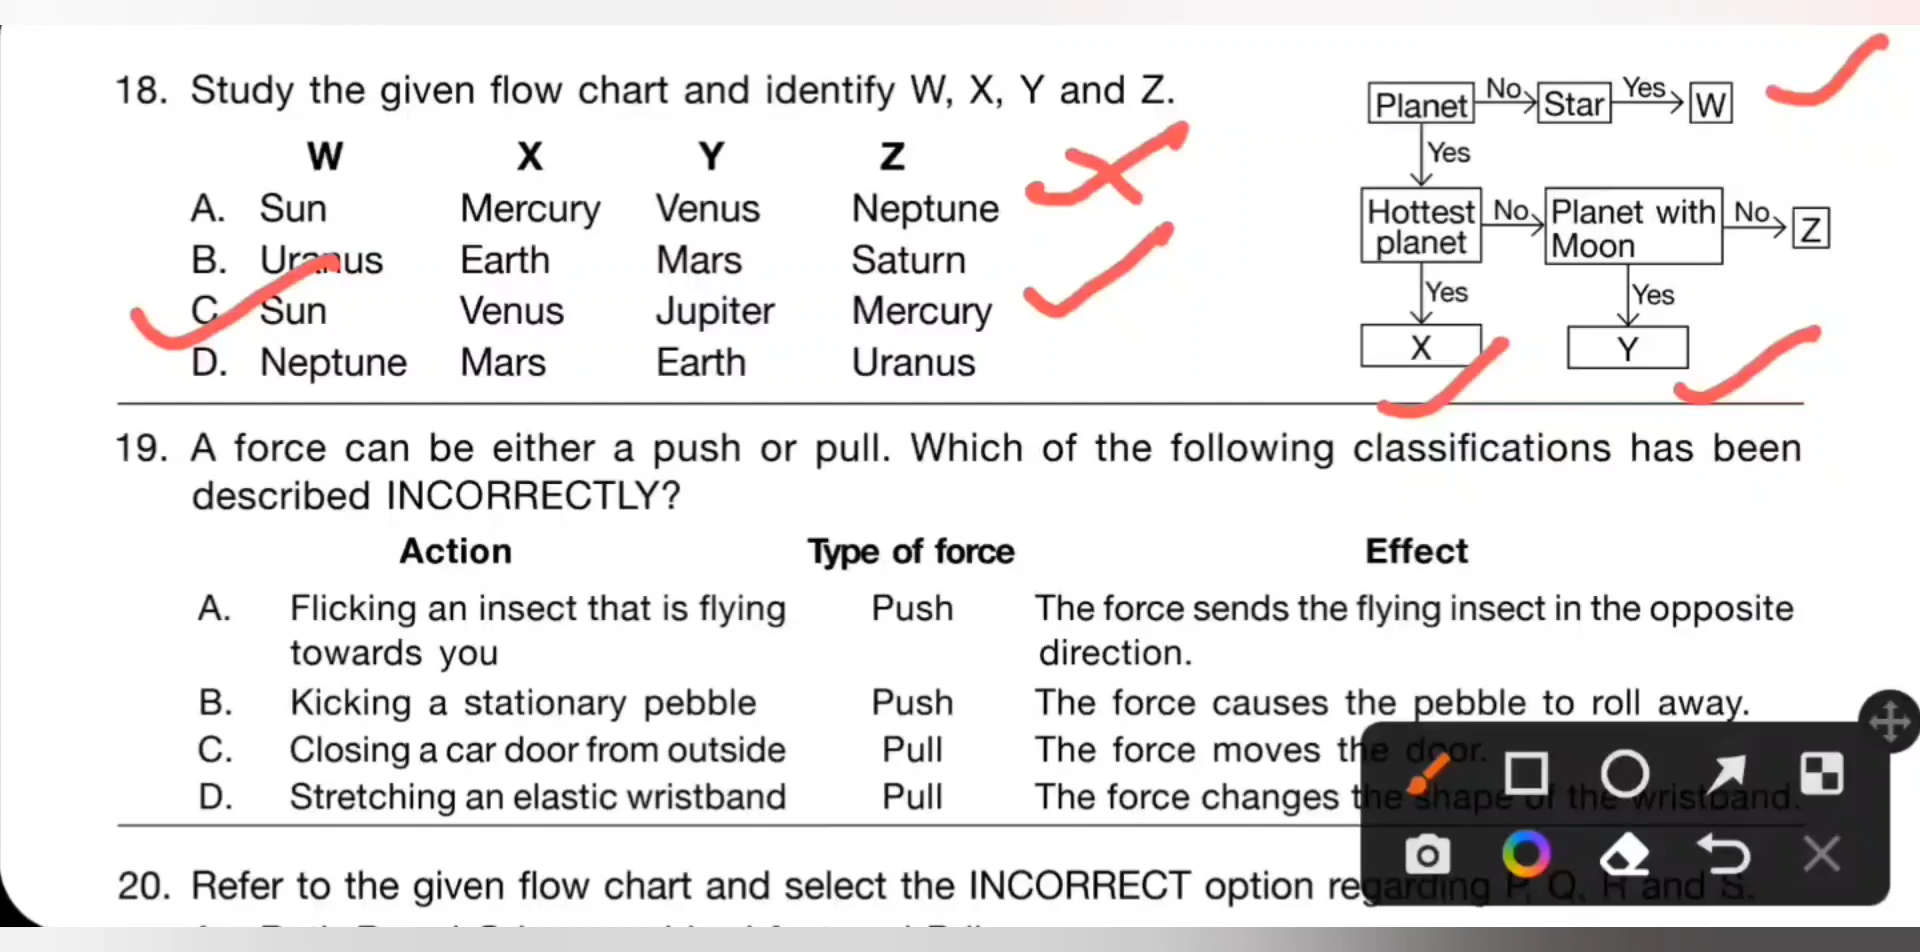 18. Study the given flow chart and identify W, X, Y and Z.
W X Y Z
A. Sun Mercury Venus Neptune
B. Uranus Earth Mars Saturn
C. Sun Venus Jupiter Mercury
D. Neptune Mars Earth Uranus
Planet No Star Yes W
Yes
Hottest planet No Planet with Moon No Z
Yes Yes
X Y
19. A force can be either a push or pull. Which of the following classifications has been
described INCORRECTLY?
Action Type of force Effect
A. Flicking an insect that is flying Push The force sends the flying insect in the opposite
towards you direction.
B. Kicking a stationary pebble Push The force causes the pebble to roll away.
C. Closing a car door from outside Pull The force moves the door.
D. Stretching an elastic wristband Pull The force changes the shape of the wristband.
20. Refer to the given flow chart and select the INCORRECT option regarding P, Q, R and S.